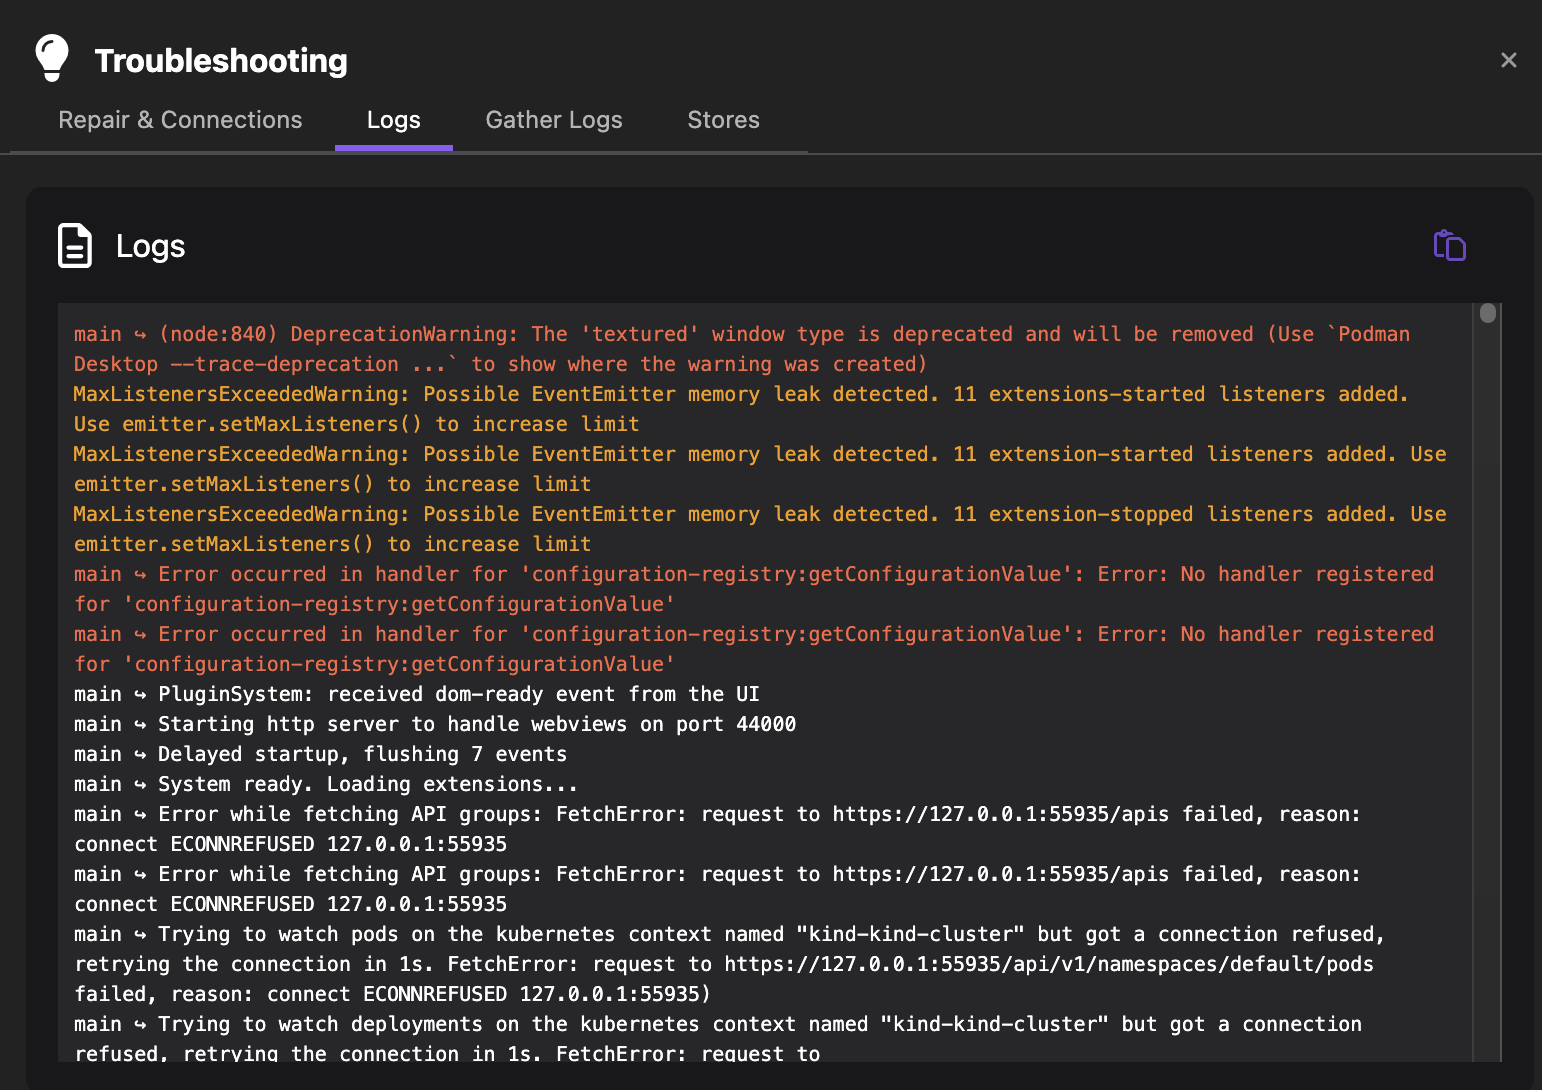 Troubleshooting
Repair & Connections
Logs
Gather Logs
Stores
Logs
main ↪ (node:840) DeprecationWarning: The 'textured' window type is deprecated and will be removed (Use `Podman
Desktop --trace-deprecation ...` to show where the warning was created)
MaxListenersExceededWarning: Possible EventEmitter memory leak detected. 11 extensions-started listeners added.
Use emitter.setMaxListeners() to increase limit
MaxListenersExceededWarning: Possible EventEmitter memory leak detected. 11 extension-started listeners added. Use
emitter.setMaxListeners() to increase limit
MaxListenersExceededWarning: Possible EventEmitter memory leak detected. 11 extension-stopped listeners added. Use
emitter.setMaxListeners() to increase limit
main ↪ Error occurred in handler for 'configuration-registry:getConfigurationValue': Error: No handler registered
for 'configuration-registry:getConfigurationValue'
main ↪ Error occurred in handler for 'configuration-registry:getConfigurationValue': Error: No handler registered
for 'configuration-registry:getConfigurationValue'
main ↪ PluginSystem: received dom-ready event from the UI
main ↪ Starting http server to handle webviews on port 44000
main ↪ Delayed startup, flushing 7 events
main ↪ System ready. Loading extensions...
main ↪ Error while fetching API groups: FetchError: request to https://127.0.0.1:55935/apis failed, reason:
connect ECONNREFUSED 127.0.0.1:55935
main ↪ Error while fetching API groups: FetchError: request to https://127.0.0.1:55935/apis failed, reason:
connect ECONNREFUSED 127.0.0.1:55935
main ↪ Trying to watch pods on the kubernetes context named "kind-kind-cluster" but got a connection refused,
retrying the connection in 1s. FetchError: request to https://127.0.0.1:55935/api/v1/namespaces/default/pods
failed, reason: connect ECONNREFUSED 127.0.0.1:55935)
main ↪ Trying to watch deployments on the kubernetes context named "kind-kind-cluster" but got a connection
refused, retrying the connection in 1s. FetchError: request to